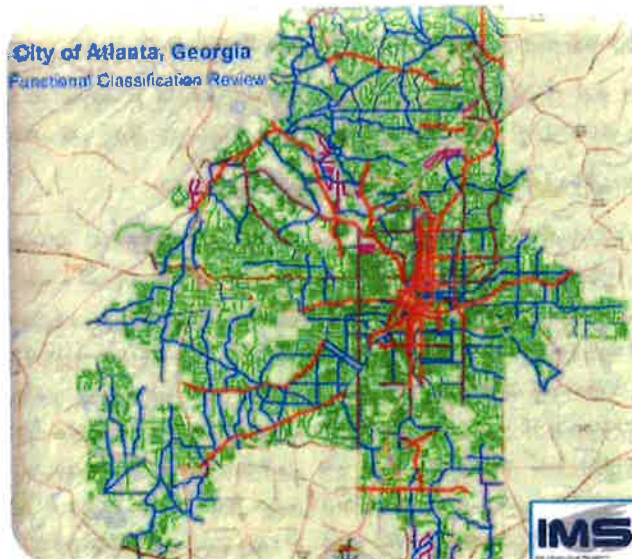 City of Atlanta, Georgia
Functional Classification Review
IMS